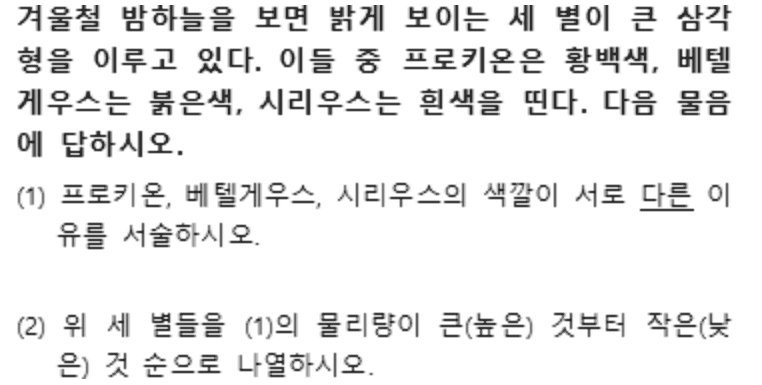 겨울철 밤하늘을 보면 밝게 보이는 세 별이 큰 삼각
형을 이루고 있다. 이들 중 프로키온은 황백색, 베텔
게우스는 붉은색, 시리우스는 흰색을 띤다. 다음 물음
에 답하시오.
(1) 프로키온, 베텔게우스, 시리우스의 색깔이 서로 다른 이
유를 서술하시오.
(2) 위 세 별들을 (1)의 물리량이 큰(높은) 것부터 작은(낮
은) 것 순으로 나열하시오.